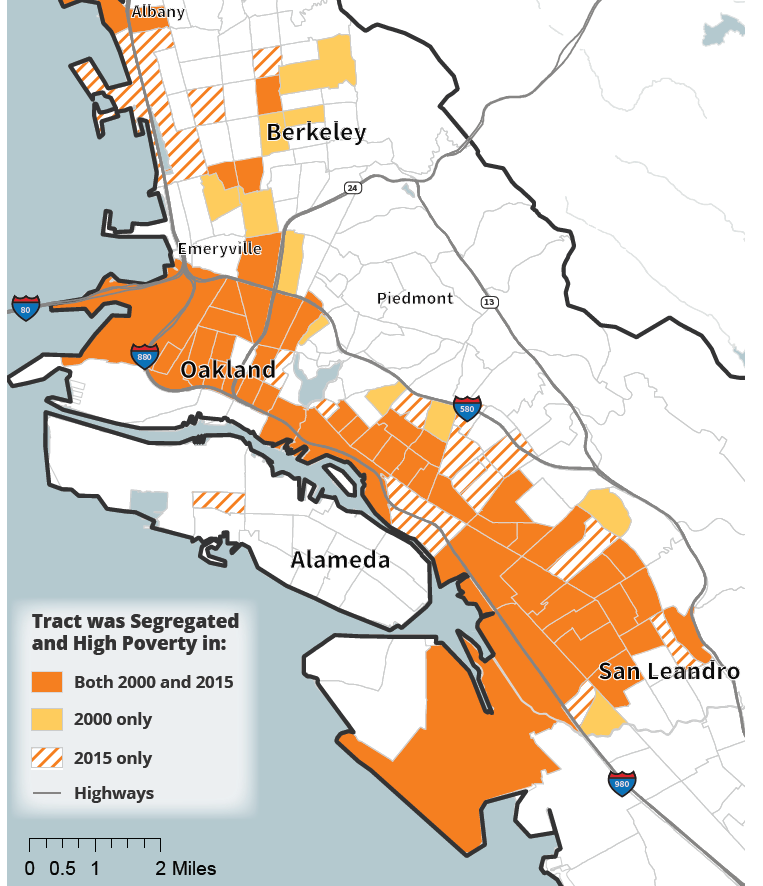 Albany
Berkeley
24
Emeryville
Piedmont
13
80
880
Oakland
580
Alameda
Tract was Segregated
and High Poverty in:
Both 2000 and 2015
San Leandro
2000 only
2015 only
Highways
980
0 0.5 1 2 Miles